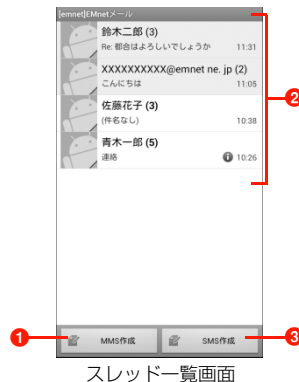 [emnet]EMnetメール
鈴木二郎 (3)
Re: 都合はよろしいでしょうか 11:31
XXXXXXXXXX@emnet ne. jp (2)
こんにちは 11:05
佐藤花子 (3)
(件名なし) 10:38
青木一郎 (5)
連絡 10:26
2
1
MMS作成
SMS作成
3
スレッド一覧画面